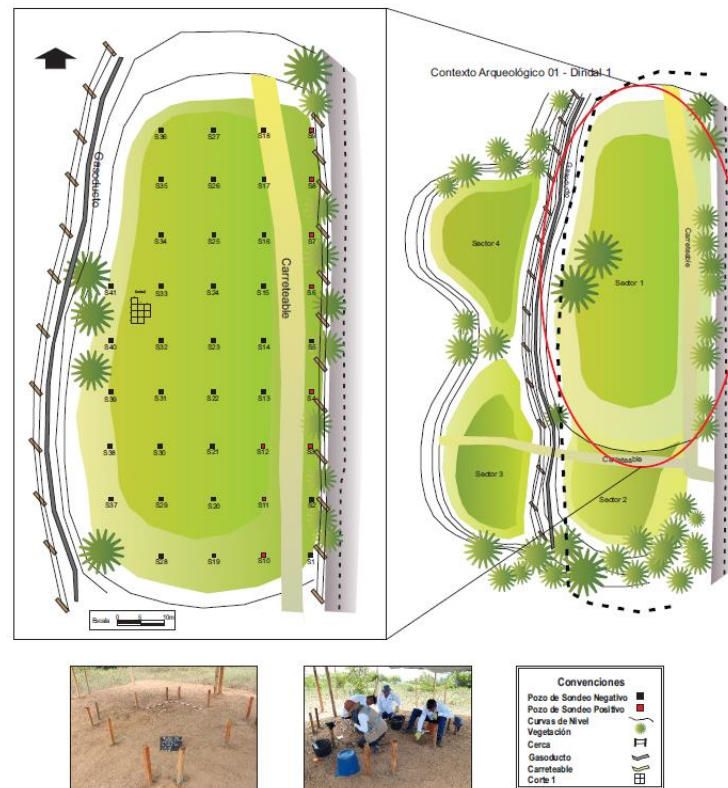 Contexto Arqueológico 01 - Dindal 1
Gasoducto
Carreteable
S36 S27 S18 S9
S35 S26 S17 S8
S34 S25 S16 S7
S41 S33 S24 S15 S6
S40 S32 S23 S14 S5
S39 S31 S22 S13 S4
S38 S30 S21 S12 S3
S37 S29 S20 S11 S2
S28 S19 S10 S1
Escala 0 5 10m
Gasoducto
Carreteable
Sector 4
Sector 1
Carreteable
Sector 3
Sector 2
Convenciones
Pozo de Sondeo Negativo
Pozo de Sondeo Positivo
Curvas de Nivel
Vegetación
Cerca
Gasoducto
Carreteable
Corte 1